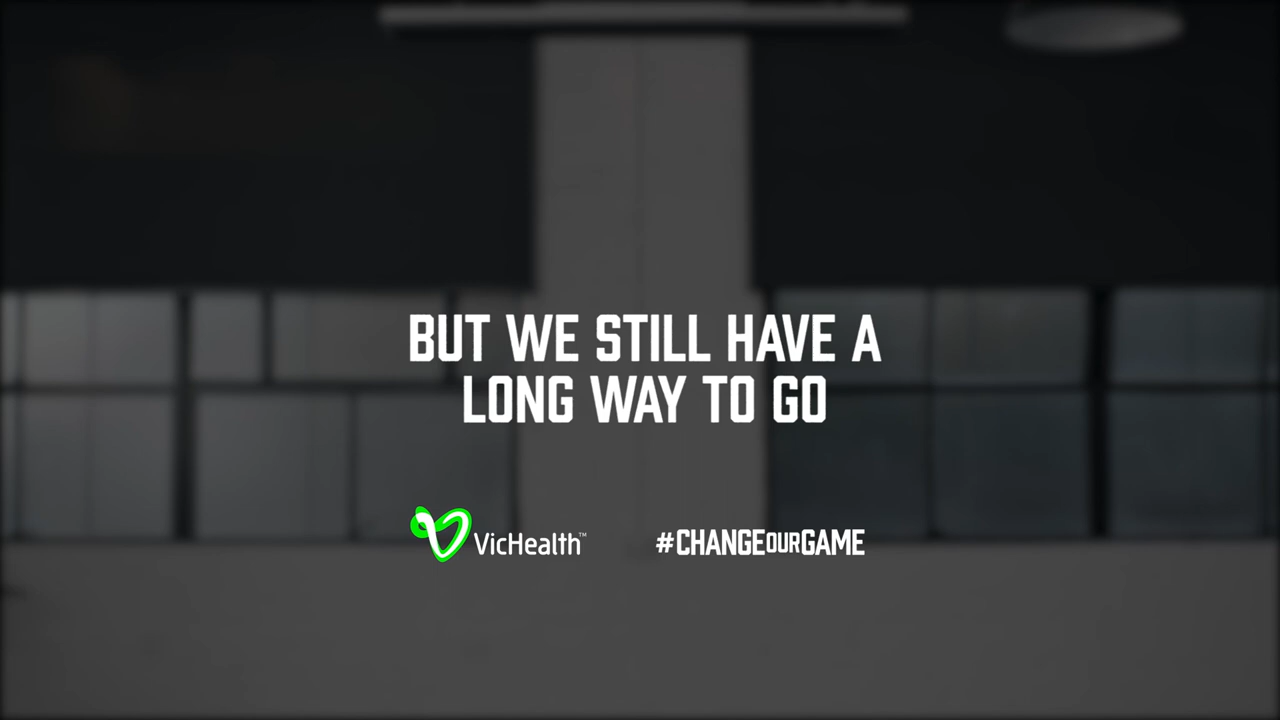 BUT WE STILL HAVE A
LONG WAY TO GO
VicHealth™
#CHANGEOURGAME